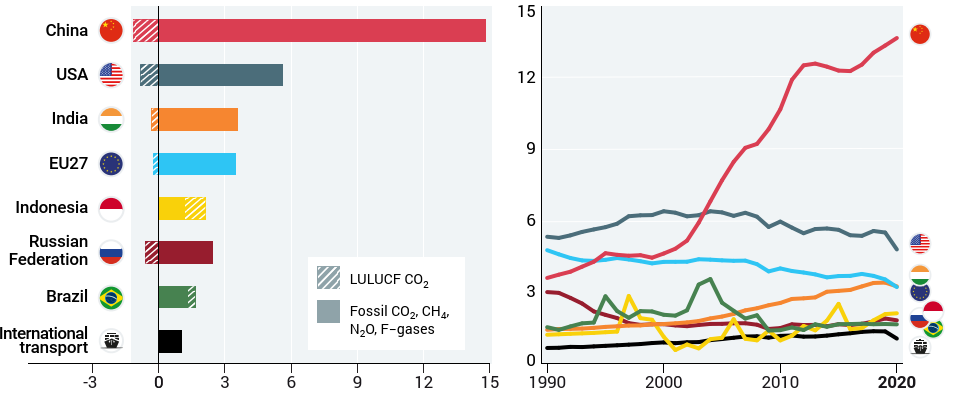 China
USA
India
EU27
Indonesia
Russian
Federation
Brazil
International
transport
LULUCF CO₂
Fossil CO₂, CH₄,
N₂O, F-gases
-3 0 3 6 9 12 15
15
12
9
6
3
0
1990 2000 2010 2020